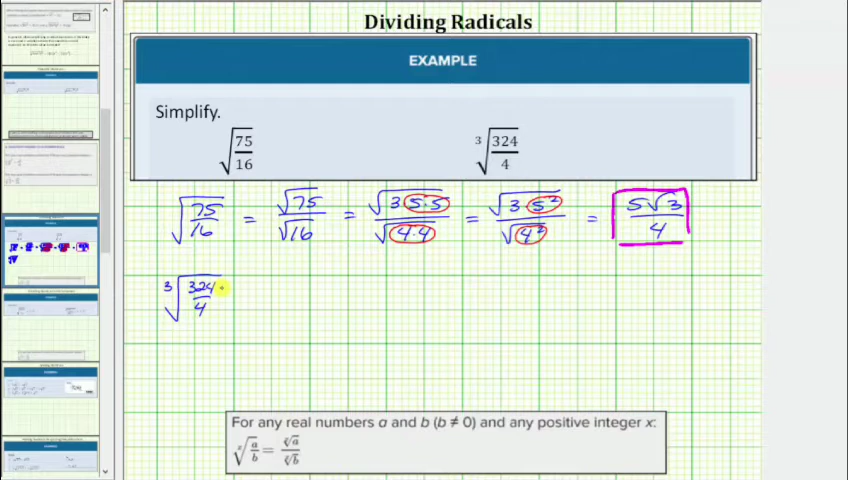 Dividing Radicals
EXAMPLE
Simplify.
√(75/16) ∛(324/4)
√(75/16) = √75/√16 = √(3·5·5)/√(4·4) = √(3·5²)/√(4²) = 5√3/4
∛(324/4)
For any real numbers a and b (b ≠ 0) and any positive integer x:
ˣ√(a/b) = ˣ√a/ˣ√b